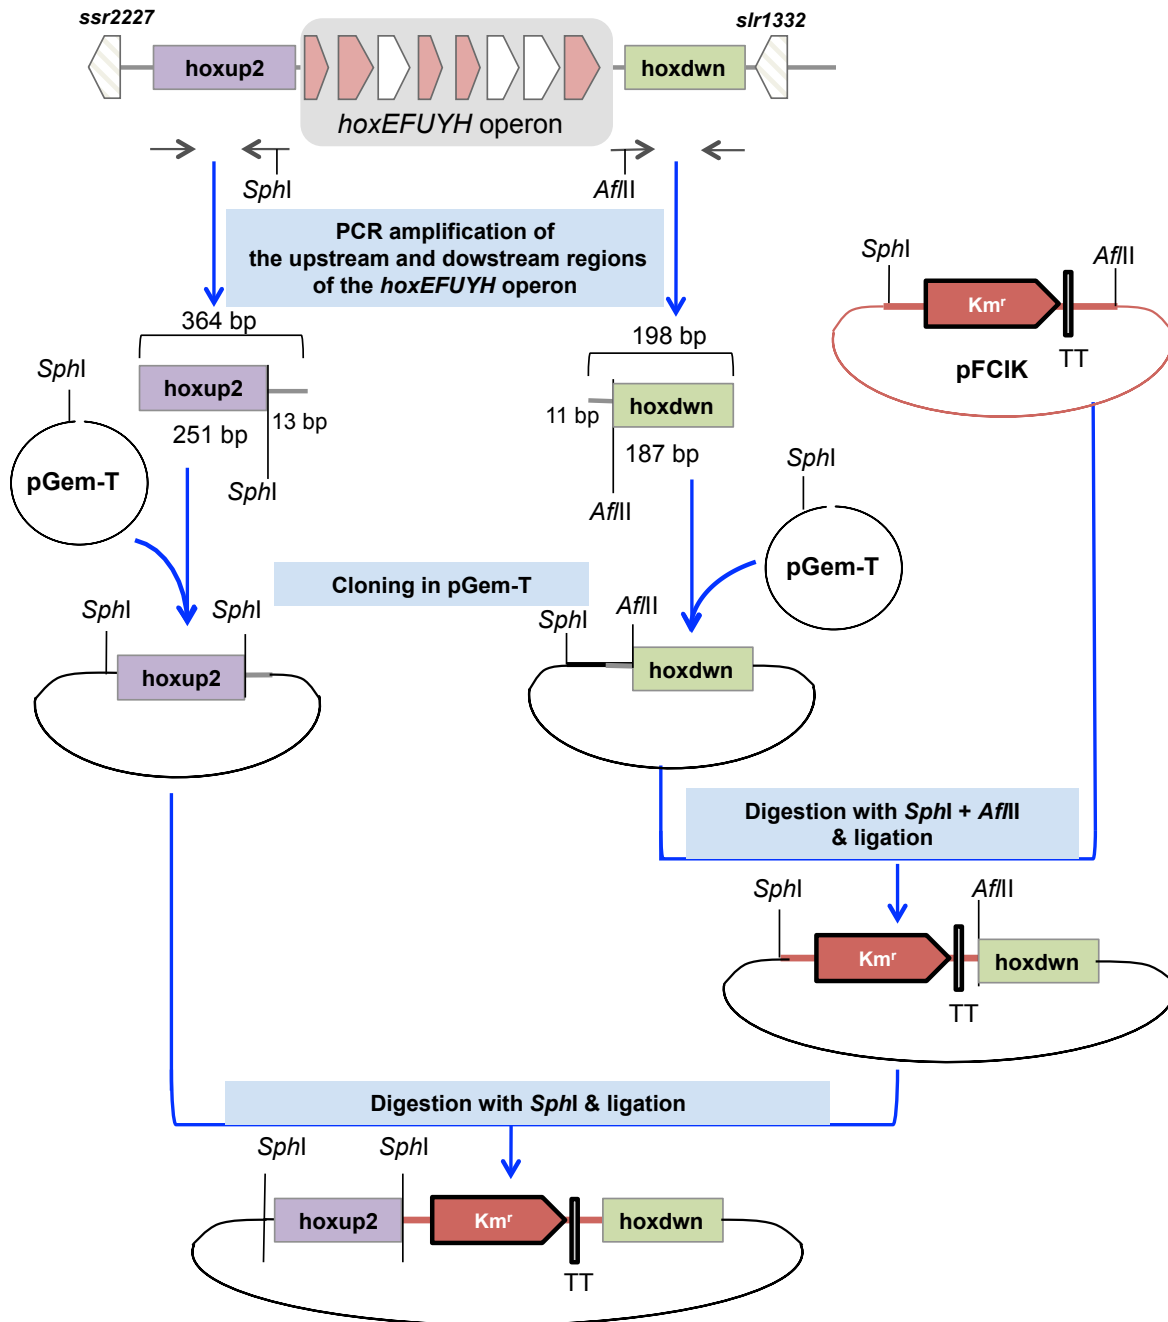 ssr2227
slr1332
hoxup2
hoxdwn
hoxEFUYH operon
SphI
AflII
PCR amplification of
the upstream and dowstream regions
of the hoxEFUYH operon
SphI
AflII
Kmʳ
TT
pFCIK
364 bp
198 bp
SphI
hoxup2
hoxdwn
13 bp
11 bp
251 bp
187 bp
SphI
pGem-T
SphI
AflII
pGem-T
Cloning in pGem-T
SphI
SphI
SphI
AflII
hoxup2
hoxdwn
Digestion with SphI + AflII
& ligation
SphI
AflII
Kmʳ
hoxdwn
TT
Digestion with SphI & ligation
SphI
SphI
hoxup2
Kmʳ
hoxdwn
TT